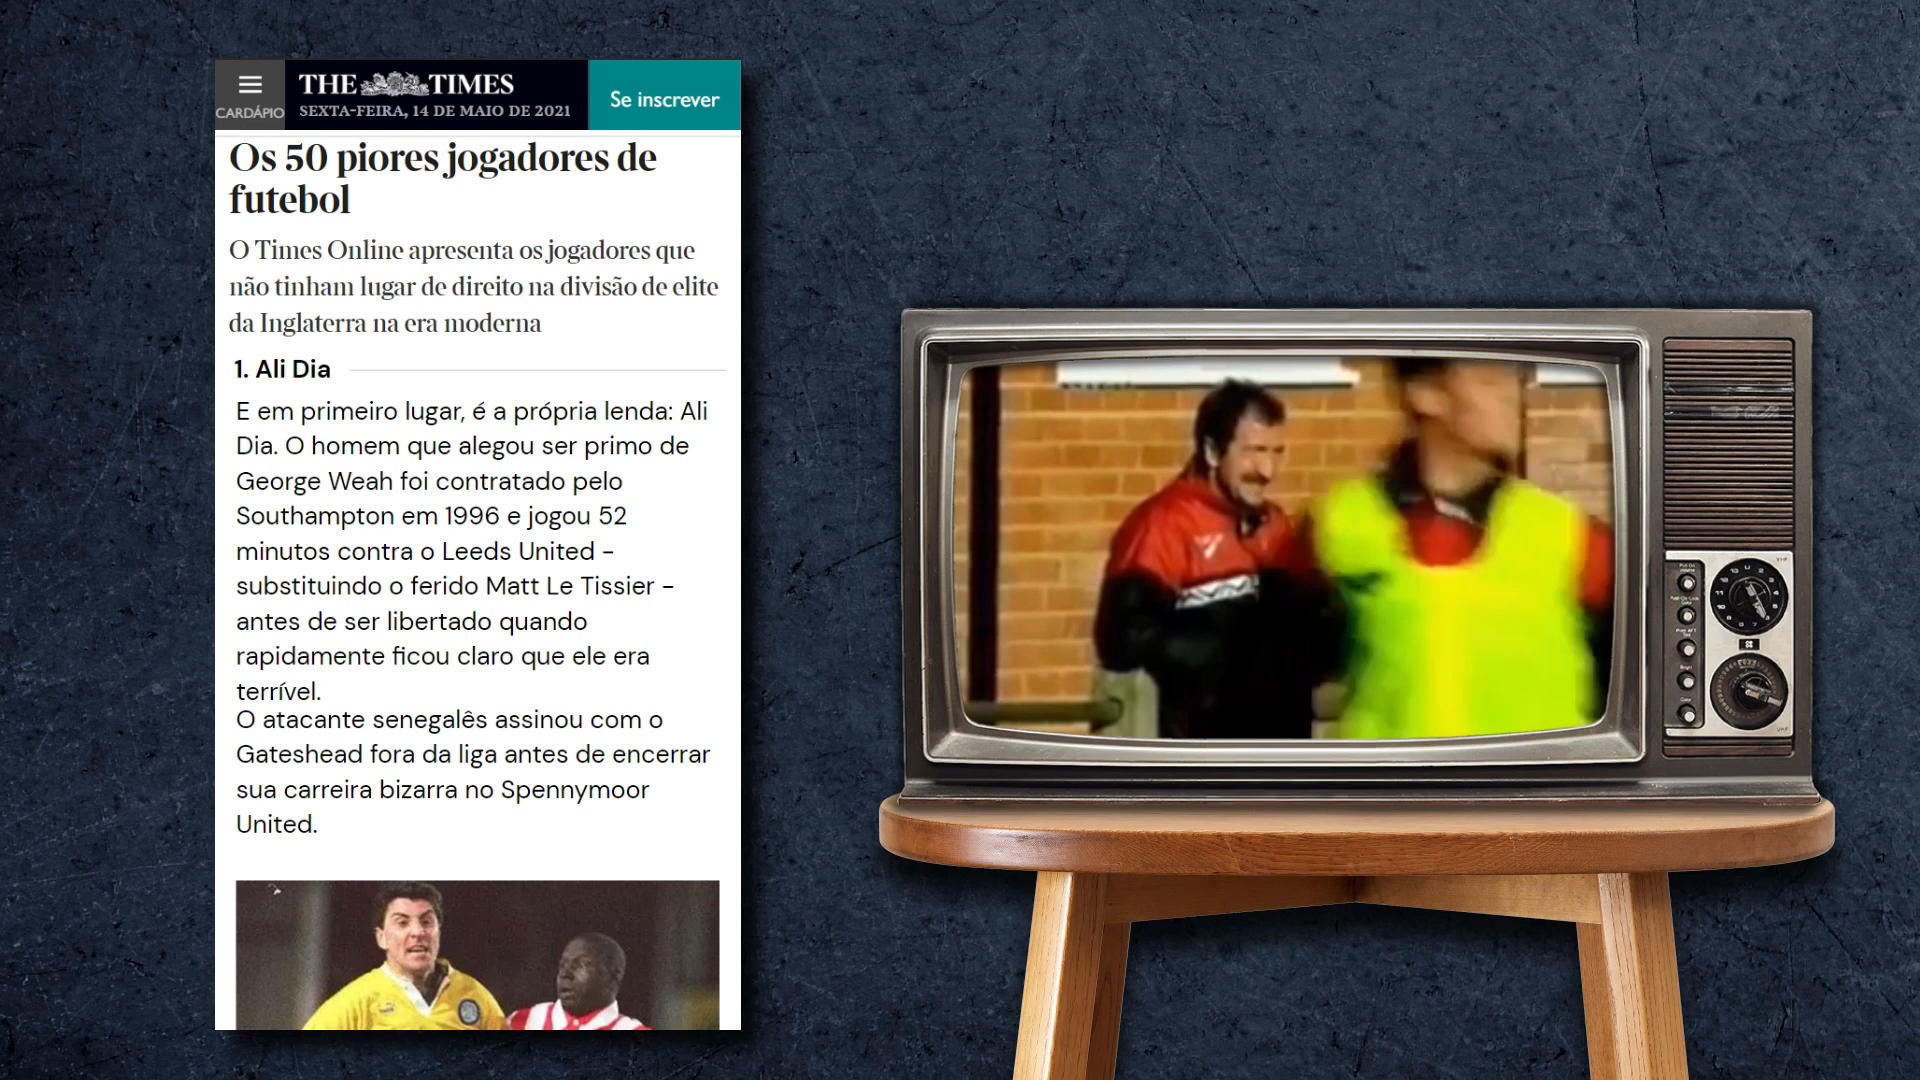 CARDÁPIO
THE TIMES
SEXTA-FEIRA, 14 DE MAIO DE 2021
Se inscrever
Os 50 piores jogadores de
futebol
O Times Online apresenta os jogadores que
não tinham lugar de direito na divisão de elite
da Inglaterra na era moderna
1. Ali Dia
E em primeiro lugar, é a própria lenda: Ali
Dia. O homem que alegou ser primo de
George Weah foi contratado pelo
Southampton em 1996 e jogou 52
minutos contra o Leeds United -
substituindo o ferido Matt Le Tissier -
antes de ser libertado quando
rapidamente ficou claro que ele era
terrível.
O atacante senegalês assinou com o
Gateshead fora da liga antes de encerrar
sua carreira bizarra no Spennymoor
United.